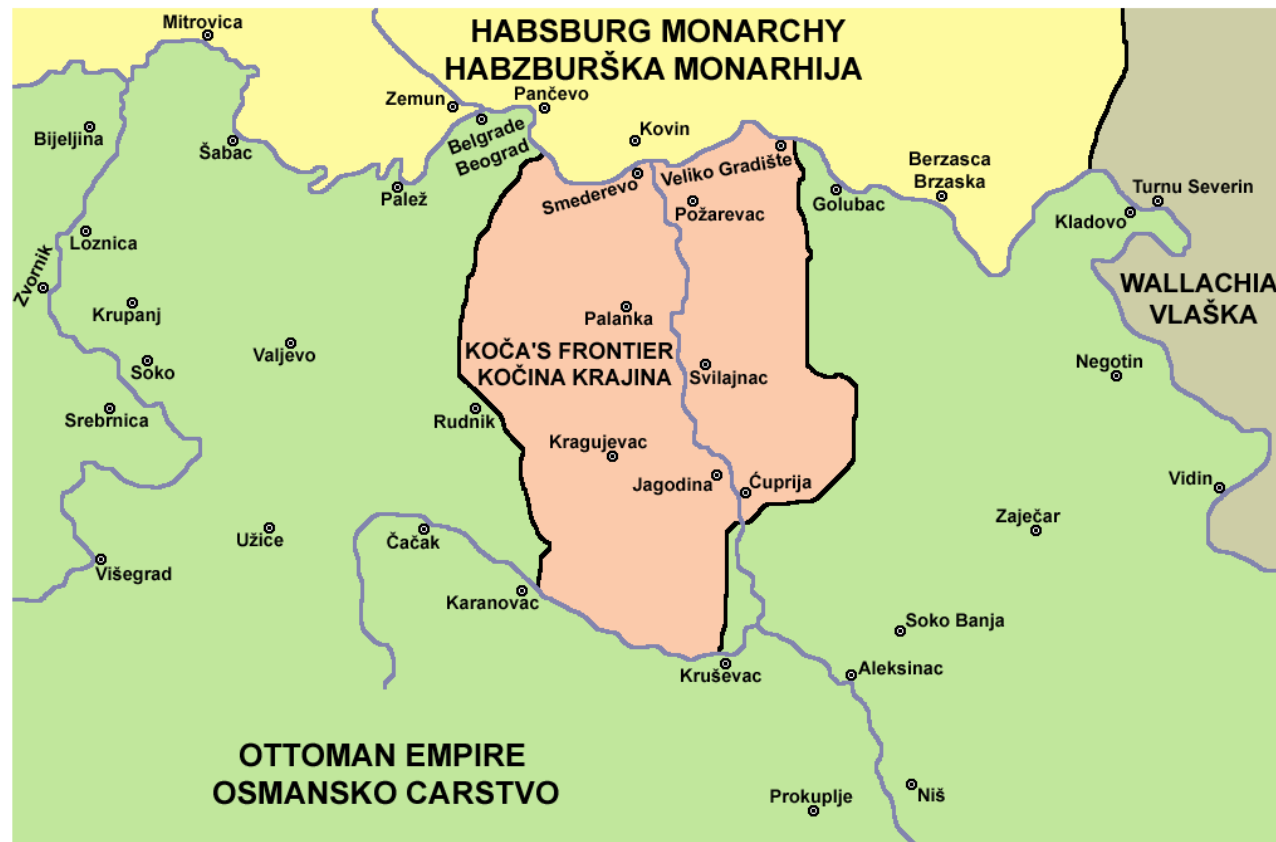 Mitrovica
HABSBURG MONARCHY
HABZBURŠKA MONARHIJA
Zemun
Pančevo
Bijeljina
Šabac
Belgrade
Beograd
Kovin
Palež
Smederevo
Veliko Gradište
Požarevac
Golubac
Berzasca
Brzaska
Turnu Severin
Kladovo
Loznica
Zvornik
Krupanj
Valjevo
Soko
Srebrnica
Palanka
KOČA'S FRONTIER
KOČINA KRAJINA
Svilajnac
WALLACHIA
VLAŠKA
Negotin
Rudnik
Kragujevac
Jagodina
Ćuprija
Vidin
Užice
Čačak
Zaječar
Višegrad
Karanovac
Soko Banja
Kruševac
Aleksinac
OTTOMAN EMPIRE
OSMANSKO CARSTVO
Prokuplje
Niš